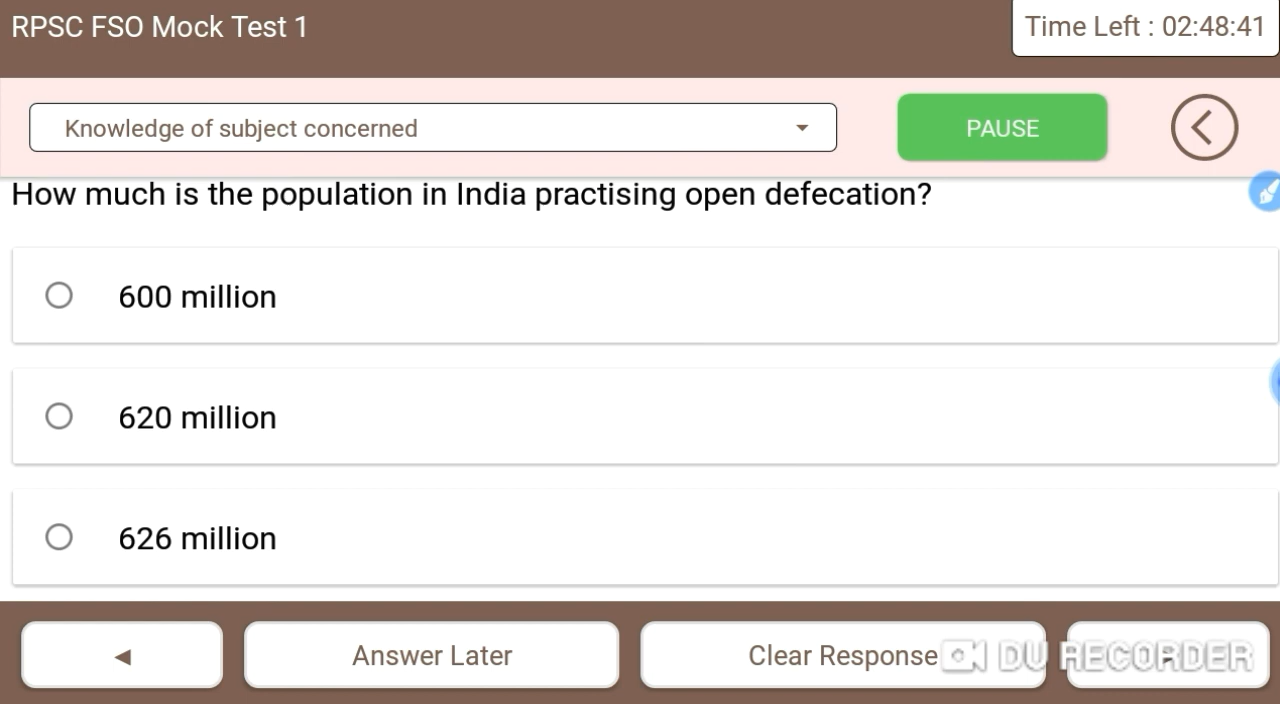 RPSC FSO Mock Test 1
Time Left : 02:48:41
Knowledge of subject concerned
PAUSE
How much is the population in India practising open defecation?
600 million
620 million
626 million
Answer Later
Clear Response
DU RECORDER